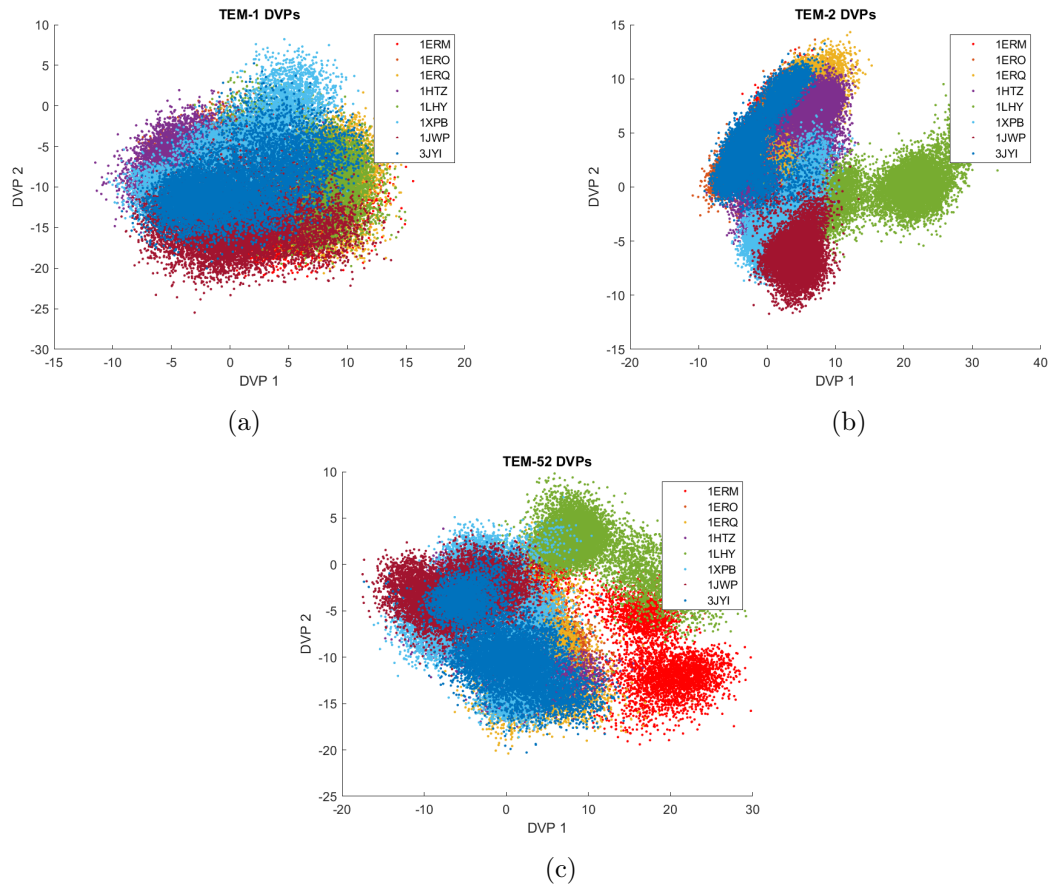 TEM-1 DVPs
10
5
0
-5
-10
-15
-20
-25
-30
DVP 2
-15
-10
-5
0
5
10
15
20
DVP 1
1ERM
1ERO
1ERQ
1HTZ
1LHY
1XPB
1JWP
3JYI
(a)
TEM-2 DVPs
15
10
5
0
-5
-10
-15
DVP 2
-20
-10
0
10
20
30
40
DVP 1
1ERM
1ERO
1ERQ
1HTZ
1LHY
1XPB
1JWP
3JYI
(b)
TEM-52 DVPs
10
5
0
-5
-10
-15
-20
-25
DVP 2
-20
-10
0
10
20
30
DVP 1
1ERM
1ERO
1ERQ
1HTZ
1LHY
1XPB
1JWP
3JYI
(c)